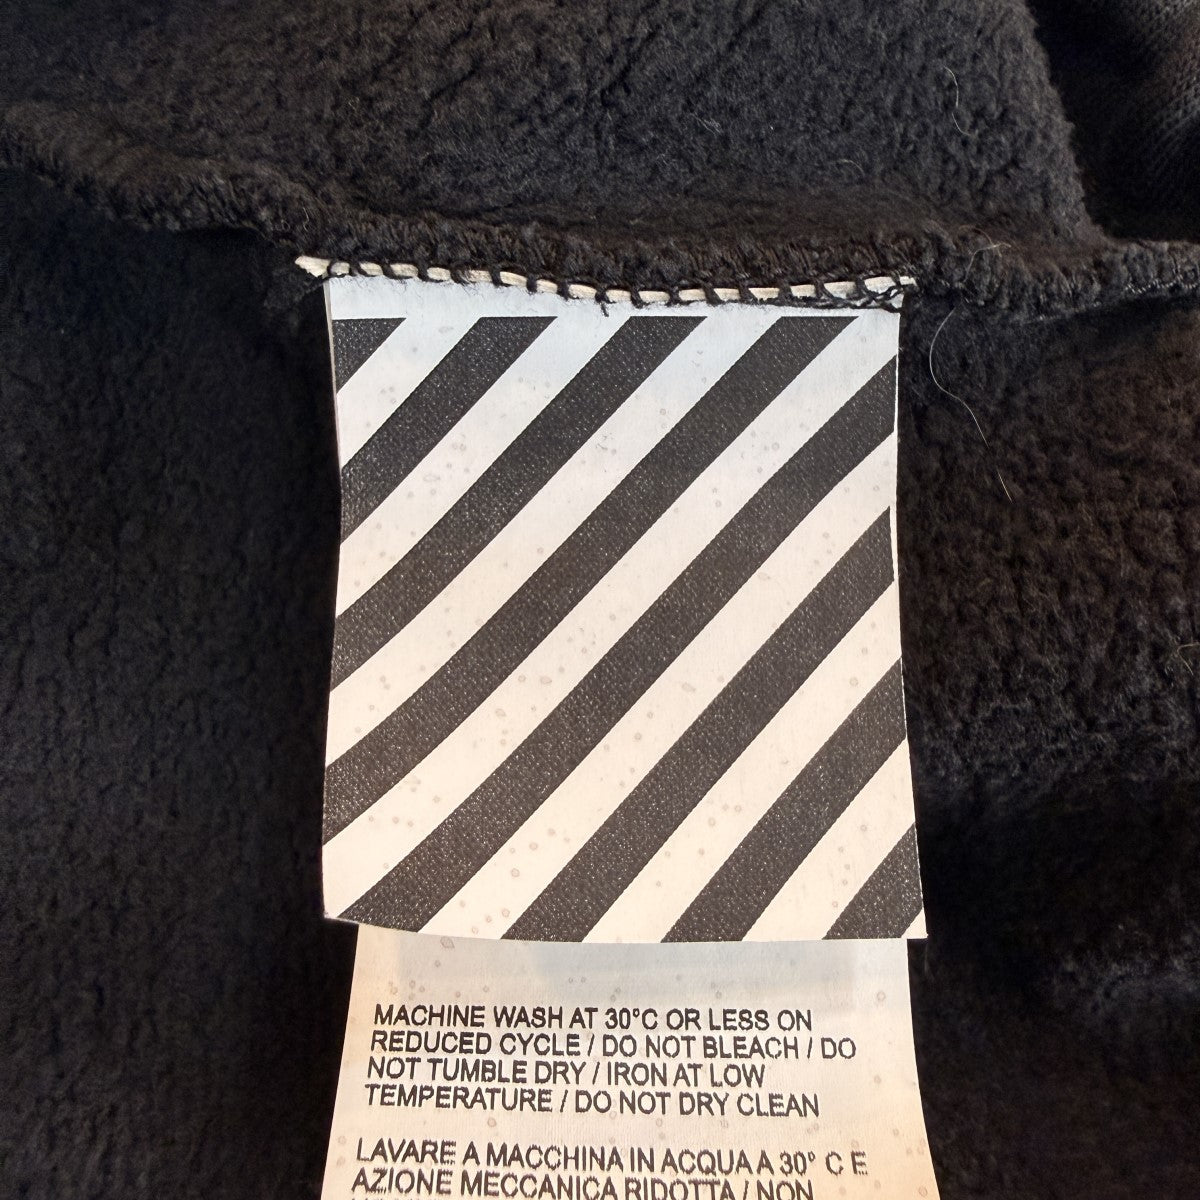 MACHINE WASH AT 30°C OR LESS ON
REDUCED CYCLE / DO NOT BLEACH / DO
NOT TUMBLE DRY / IRON AT LOW
TEMPERATURE / DO NOT DRY CLEAN
LAVARE A MACCHINA IN ACQUA A 30° C E
AZIONE MECCANICA RIDOTTA / NON